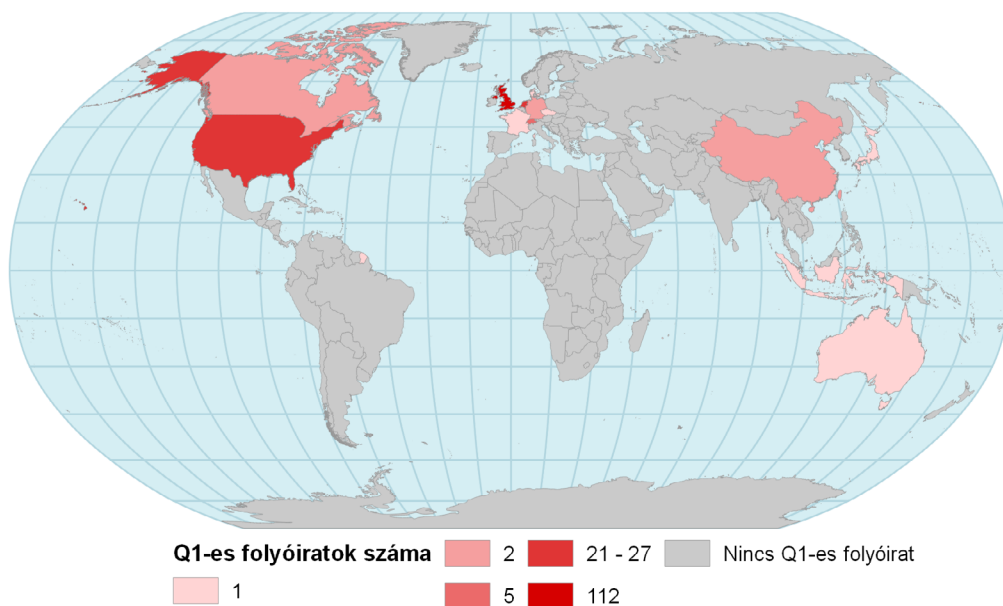 Q1-es folyóiratok száma
1
2
5
21 - 27
112
Nincs Q1-es folyóirat